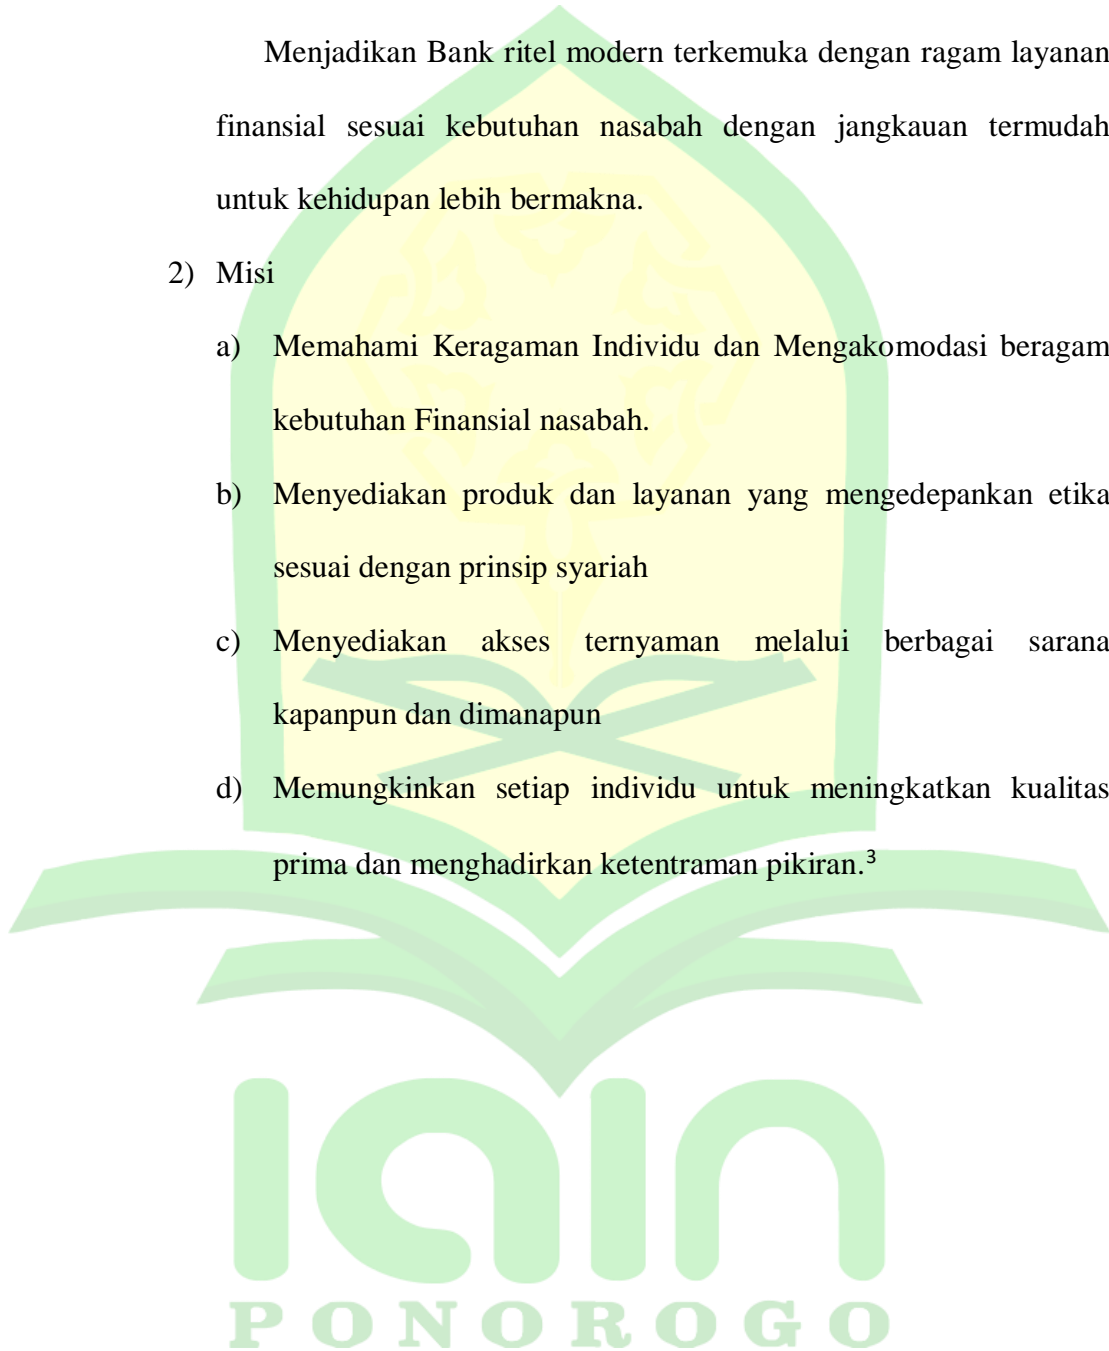 Menjadikan Bank ritel modern terkemuka dengan ragam layanan
finansial sesuai kebutuhan nasabah dengan jangkauan termudah
untuk kehidupan lebih bermakna.
2) Misi
a) Memahami Keragaman Individu dan Mengakomodasi beragam
kebutuhan Finansial nasabah.
b) Menyediakan produk dan layanan yang mengedepankan etika
sesuai dengan prinsip syariah
c) Menyediakan akses ternyaman melalui berbagai sarana
kapanpun dan dimanapun
d) Memungkinkan setiap individu untuk meningkatkan kualitas
prima dan menghadirkan ketentraman pikiran.³
iain
PONOROGO